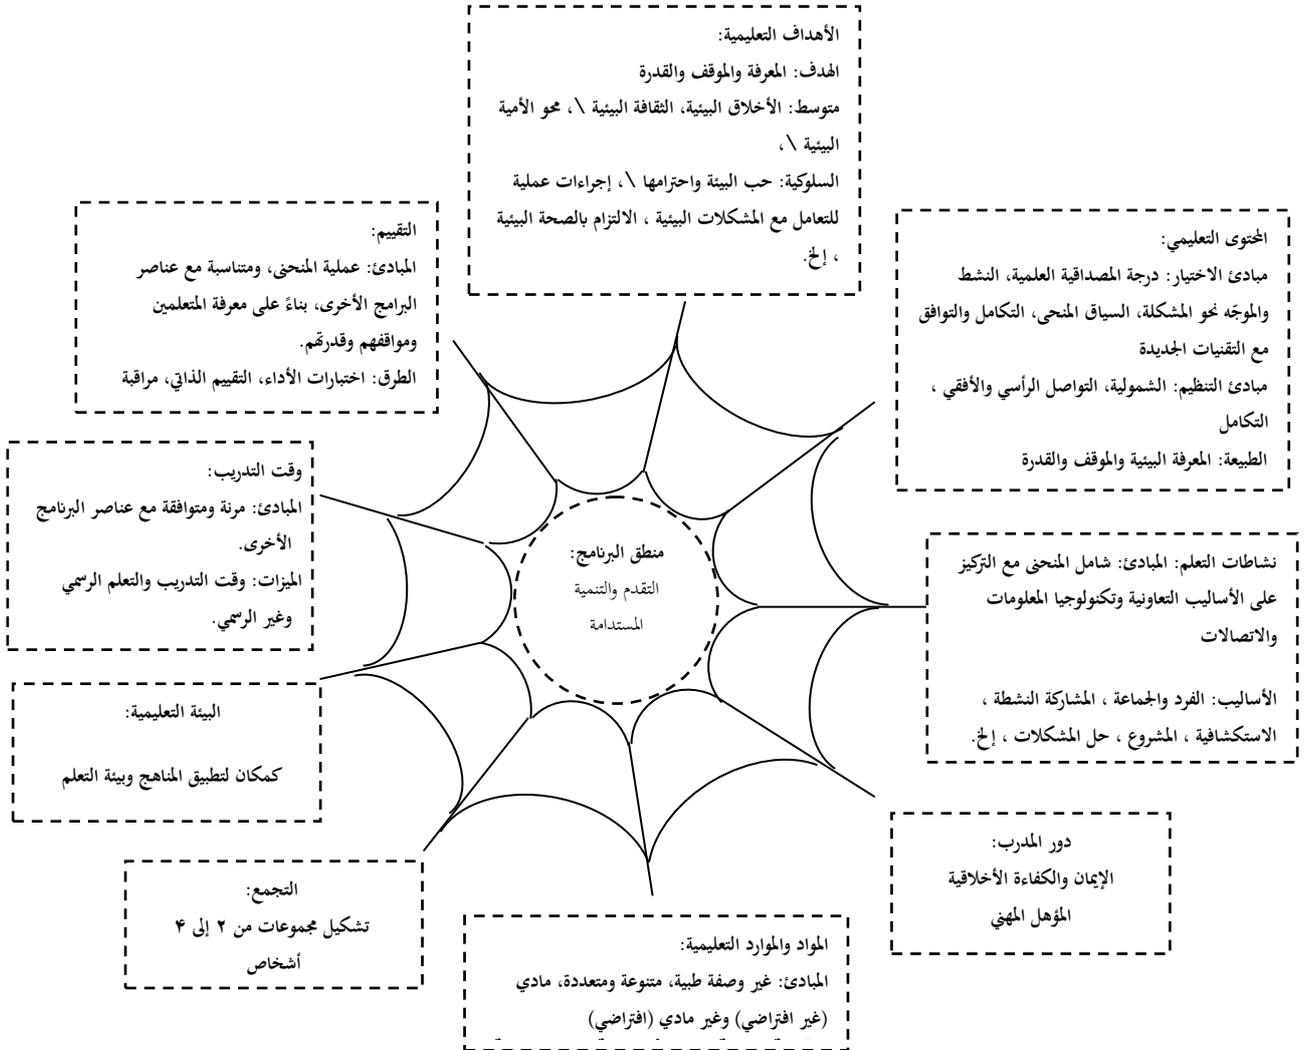 الأهداف التعليمية:
الهدف: المعرفة والموقف والقدرة
متوسط: الأخلاق البيئية، الثقافة البيئية \، محو الأمية
البيئية \،
السلوكية: حب البيئة واحترامها \، إجراءات عملية
للتعامل مع المشكلات البيئية ، الالتزام بالصحة البيئية
، إلخ.
المحتوى التعليمي:
مبادئ الاختيار: درجة المصداقية العلمية، النشط
والموجّه نحو المشكلة، السياق المنحى، التكامل والتوافق
مع التقنيات الجديدة
مبادئ التنظيم: الشمولية، التواصل الرأسي والأفقي ،
التكامل
الطبيعة: المعرفة البيئية والموقف والقدرة
نشاطات التعلم: المبادئ: شامل المنحنى مع التركيز
على الأساليب التعاونية وتكنولوجيا المعلومات
والاتصالات
الأساليب: الفرد والجماعة ، المشاركة النشطة ،
الاستكشافية ، المشروع ، حل المشكلات ، إلخ.
دور المدرب:
الإيمان والكفاءة الأخلاقية
المؤهل المهني
المواد والموارد التعليمية:
المبادئ: غير وصفة طبية، متنوعة ومتعددة، مادي
(غير افتراضي) وغير مادي (افتراضي)
التجمع:
تشكيل مجموعات من ۲ إلى ۴
أشخاص
البيئة التعليمية:
كمكان لتطبيق المناهج وبيئة التعلم
وقت التدريب:
المبادئ: مرنة ومتوافقة مع عناصر البرنامج
الأخرى.
الميزات: وقت التدريب والتعلم الرسمي
وغير الرسمي.
التقييم:
المبادئ: عملية المنحنى، ومتناسبة مع عناصر
البرامج الأخرى، بناءً على معرفة المتعلمين
ومواقفهم وقدرتهم.
الطرق: اختبارات الأداء، التقييم الذاتي، مراقبة
منطق البرنامج:
التقدم والتنمية
المستدامة